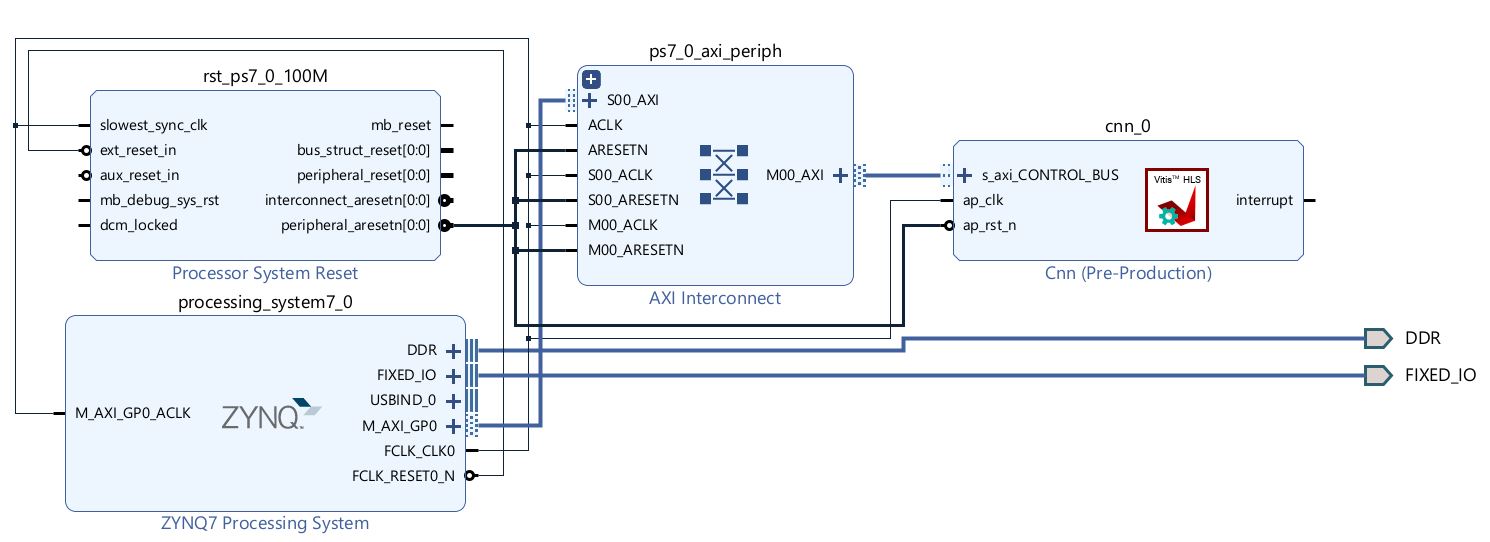 rst_ps7_0_100M
slowest_sync_clk
ext_reset_in
aux_reset_in
mb_debug_sys_rst
dcm_locked
mb_reset
bus_struct_reset[0:0]
peripheral_reset[0:0]
interconnect_aresetn[0:0]
peripheral_aresetn[0:0]
Processor System Reset
ps7_0_axi_periph
S00_AXI
ACLK
ARESETN
S00_ACLK
S00_ARESETN
M00_ACLK
M00_ARESETN
M00_AXI
AXI Interconnect
cnn_0
s_axi_CONTROL_BUS
ap_clk
ap_rst_n
Vitis™ HLS
interrupt
Cnn (Pre-Production)
processing_system7_0
M_AXI_GP0_ACLK
ZYNQ
DDR
FIXED_IO
USBIND_0
M_AXI_GP0
FCLK_CLK0
FCLK_RESET0_N
ZYNQ7 Processing System
DDR
FIXED_IO